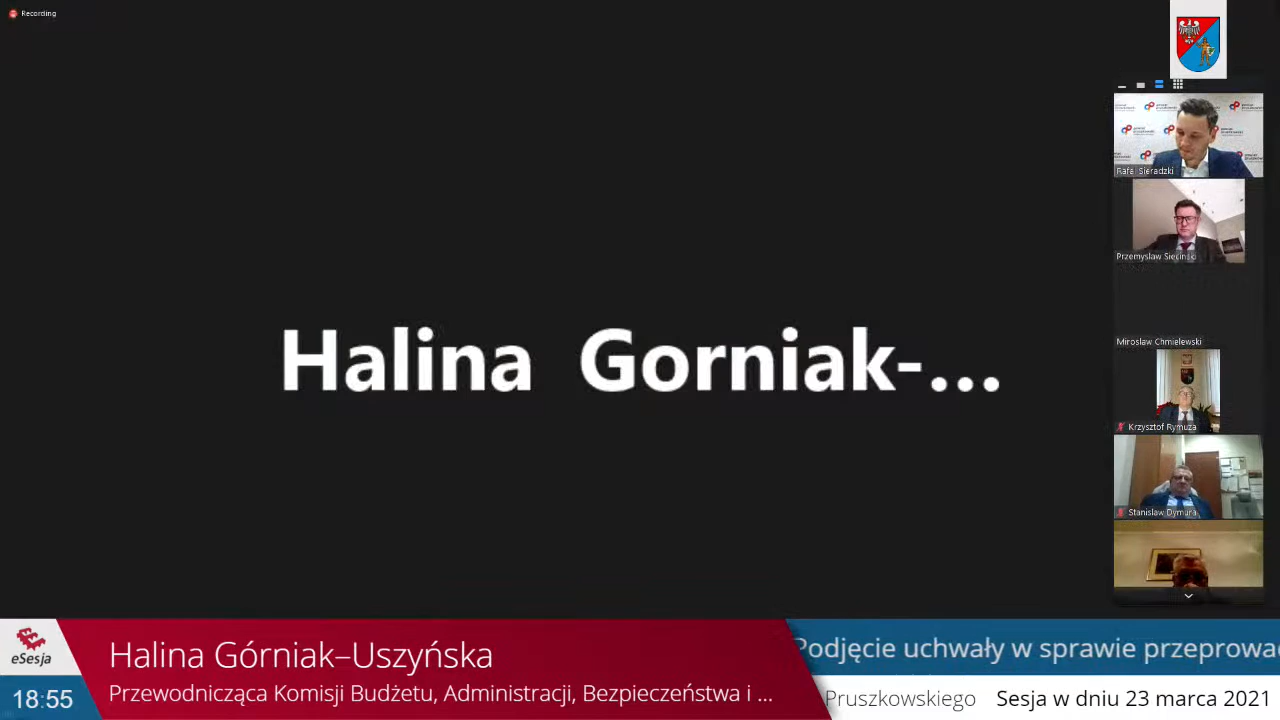 Recording
Rafał Sieradzki
Przemysław Sieciński
Mirosław Chmielewski
Krzysztof Rymuza
Stanisław Dymura
Halina Gorniak-...
eSesja
18:55
Halina Górniak–Uszyńska
Przewodnicząca Komisji Budżetu, Administracji, Bezpieczeństwa i ...
Podjęcie uchwały w sprawie
Pruszkowskiego
Sesja w dniu 23 marca 2021